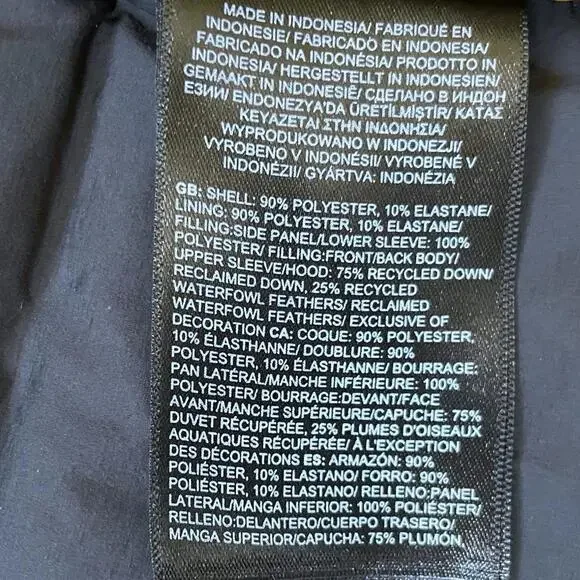 MADE IN INDONESIA/ FABRIQUÉ EN
INDONESIE/ FABRICADO EN INDONESIA/
FABRICADO NA INDONÉSIA/ PRODOTTO IN
INDONESIA/ HERGESTELLT IN INDONESIEN/
GEMAAKT IN INDONESIË/ СДЕЛАНО В ИНДОН
ЕЗИИ/ ENDONEZYA'DA ÜRETİLMİŞTİR/ ΚΑΤΑΣ
ΚΕΥΑΖΕΤΑΙ ΣΤΗΝ ΙΝΔΟΝΗΣΙΑ/
WYPRODUKOWANO W INDONEZJI/
VYROBENO V INDONÉSII/ VYROBENÉ V
INDONÉZII/ GYÁRTVA: INDONÉZIA
GB: SHELL: 90% POLYESTER, 10% ELASTANE/
LINING: 90% POLYESTER, 10% ELASTANE/
FILLING:SIDE PANEL/LOWER SLEEVE: 100%
POLYESTER/ FILLING:FRONT/BACK BODY/
UPPER SLEEVE/HOOD: 75% RECYCLED DOWN/
RECLAIMED DOWN, 25% RECYCLED
WATERFOWL FEATHERS/ RECLAIMED
WATERFOWL FEATHERS/ EXCLUSIVE OF
DECORATION CA: COQUE: 90% POLYESTER,
10% ÉLASTHANNE/ DOUBLURE: 90%
POLYESTER, 10% ÉLASTHANNE/ BOURRAGE:
PAN LATÉRAL/MANCHE INFÉRIEURE: 100%
POLYESTER/ BOURRAGE:DEVANT/FACE
AVANT/MANCHE SUPÉRIEURE/CAPUCHE: 75%
DUVET RÉCUPÉRÉE, 25% PLUMES D'OISEAUX
AQUATIQUES RÉCUPÉRÉE/ À L'EXCEPTION
DES DÉCORATIONS ES: ARMAZÓN: 90%
POLIÉSTER, 10% ELASTANO/ FORRO: 90%
POLIÉSTER, 10% ELASTANO/ RELLENO:PANEL
LATERAL/MANGA INFERIOR: 100% POLIÉSTER/
RELLENO:DELANTERO/CUERPO TRASERO/
MANGA SUPERIOR/CAPUCHA: 75% PLUMÓN